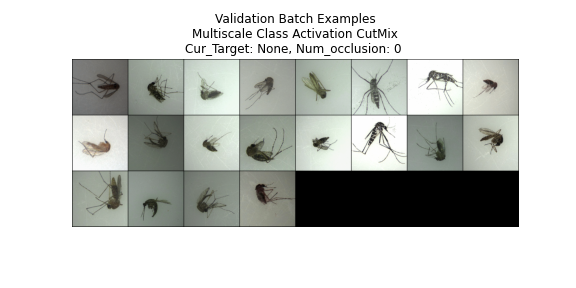 Validation Batch Examples
Multiscale Class Activation CutMix
Cur_Target: None, Num_occlusion: 0